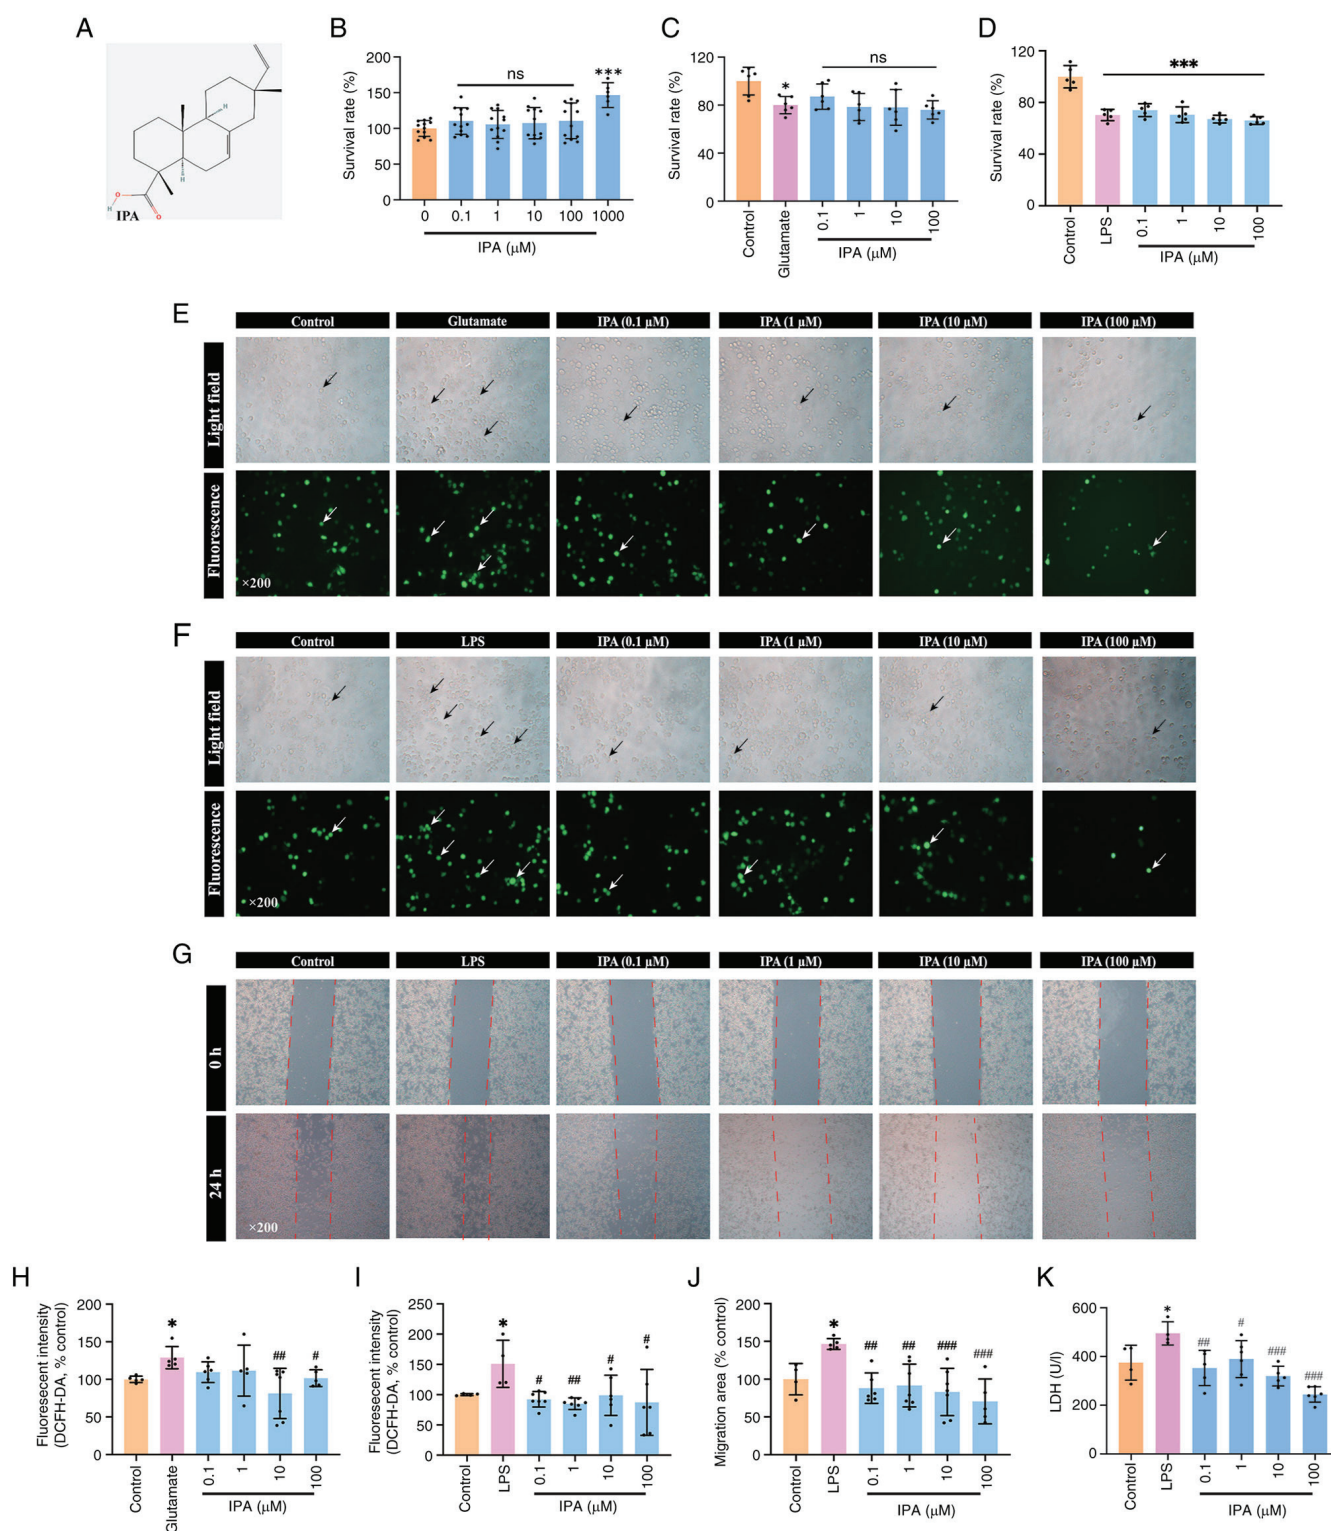 A
H
H
H
O
O
H
IPA
B
Survival rate (%)
200
150
100
50
0
ns
***
0
0.1
1
10
100
1000
IPA (µM)
C
Survival rate (%)
120
80
40
0
*
ns
Control
Glutamate
0.1
1
10
100
IPA (µM)
D
Survival rate (%)
120
80
40
0
***
Control
LPS
0.1
1
10
100
IPA (µM)
E
Control
Glutamate
IPA (0.1 µM)
IPA (1 µM)
IPA (10 µM)
IPA (100 µM)
Light field
Fluorescence
×200
F
Control
LPS
IPA (0.1 µM)
IPA (1 µM)
IPA (10 µM)
IPA (100 µM)
Light field
Fluorescence
×200
G
Control
LPS
IPA (0.1 µM)
IPA (1 µM)
IPA (10 µM)
IPA (100 µM)
0 h
24 h
×200
H
Fluorescent intensity
(DCFH-DA, % control)
200
150
100
50
0
*
##
#
Control
Glutamate
0.1
1
10
100
IPA (µM)
I
Fluorescent intensity
(DCFH-DA, % control)
250
200
150
100
50
0
*
#
##
#
#
Control
LPS
0.1
1
10
100
IPA (µM)
J
Migration area (% control)
200
150
100
50
0
*
##
##
###
###
Control
LPS
0.1
1
10
100
IPA (µM)
K
LDH (U/l)
600
400
200
0
*
##
#
###
###
Control
LPS
0.1
1
10
100
IPA (µM)